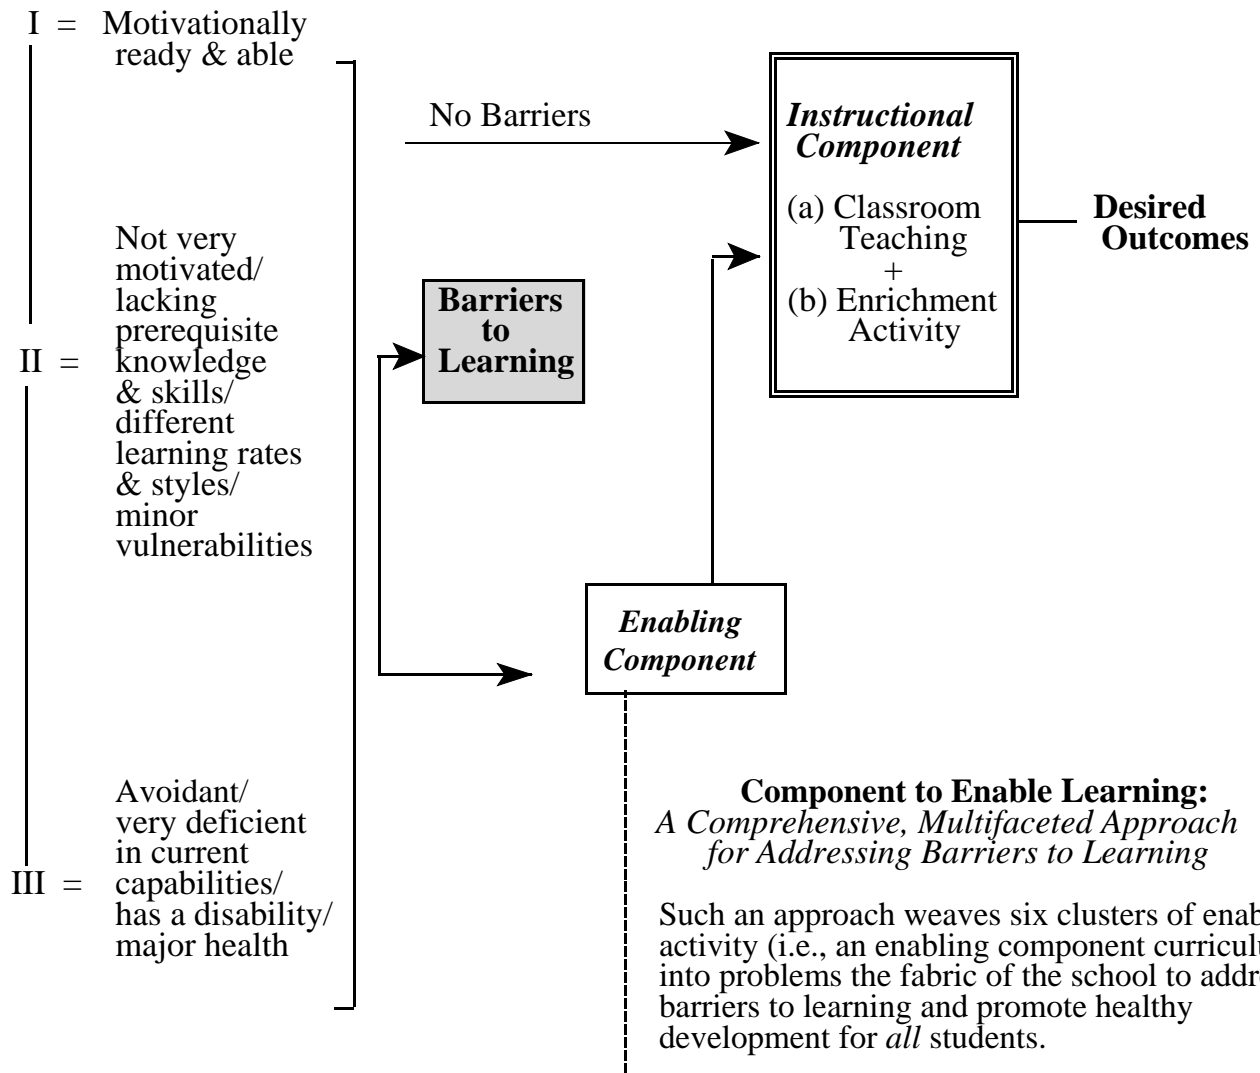 I = Motivationally
ready & able
No Barriers
Instructional
Component
(a) Classroom
Teaching
+
(b) Enrichment
Activity
Desired
Outcomes
Not very
motivated/
lacking
prerequisite
II = knowledge
& skills/
different
learning rates
& styles/
minor
vulnerabilities
Barriers
to
Learning
Enabling
Component
Avoidant/
very deficient
in current
III = capabilities/
has a disability/
major health
Component to Enable Learning:
A Comprehensive, Multifaceted Approach
for Addressing Barriers to Learning
Such an approach weaves six clusters of enab
activity (i.e., an enabling component curricul
into problems the fabric of the school to addre
barriers to learning and promote healthy
development for all students.